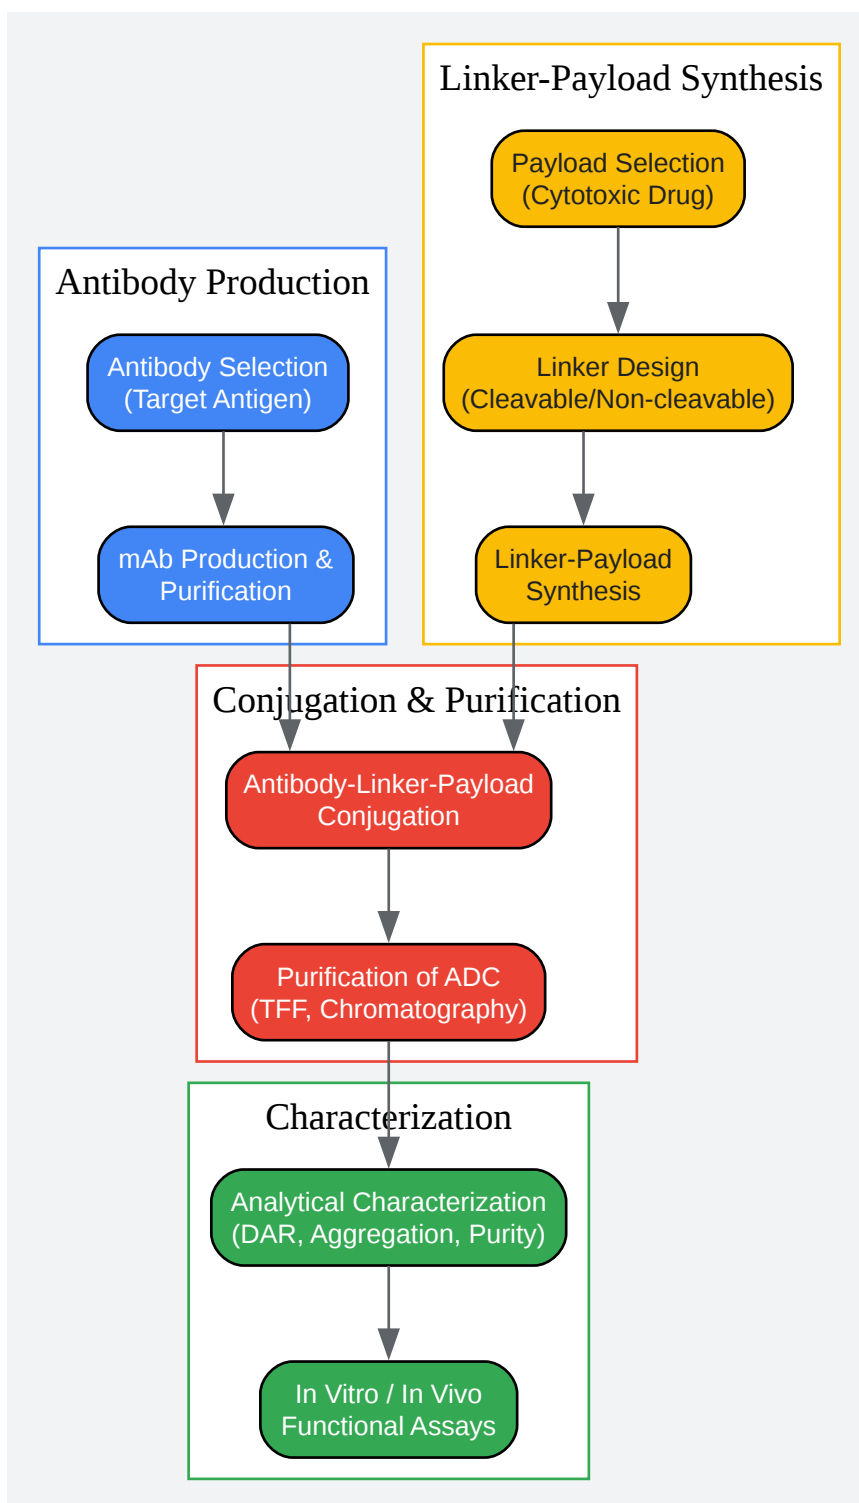 Linker-Payload Synthesis
Payload Selection
(Cytotoxic Drug)
Linker Design
(Cleavable/Non-cleavable)
Linker-Payload
Synthesis
Antibody Production
Antibody Selection
(Target Antigen)
mAb Production &
Purification
Conjugation & Purification
Antibody-Linker-Payload
Conjugation
Purification of ADC
(TFF, Chromatography)
Characterization
Analytical Characterization
(DAR, Aggregation, Purity)
In Vitro / In Vivo
Functional Assays